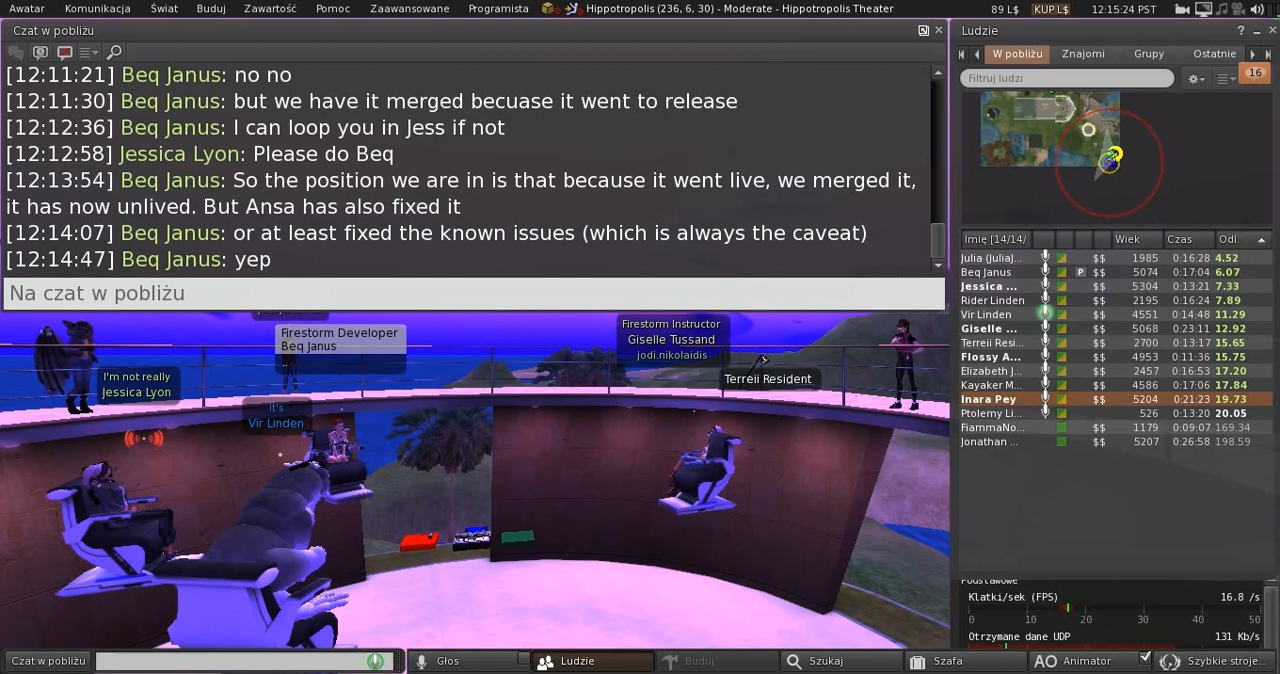 Awatar Komunikacja Świat Buduj Zawartość Pomoc Zaawansowane Programista Hippotropolis (236, 6, 30) - Moderate - Hippotropolis Theater 89 L$ KUP L$ 12:15:24 PST
Czat w pobliżu
[12:11:21] Beq Janus: no no
[12:11:30] Beq Janus: but we have it merged becuase it went to release
[12:12:36] Beq Janus: I can loop you in Jess if not
[12:12:58] Jessica Lyon: Please do Beq
[12:13:54] Beq Janus: So the position we are in is that because it went live, we merged it,
it has now unlived. But Ansa has also fixed it
[12:14:07] Beq Janus: or at least fixed the known issues (which is always the caveat)
[12:14:47] Beq Janus: yep
Na czat w pobliżu
Firestorm Developer
Beq Janus
Firestorm Instructor
Giselle Tussand
jodi.nikolaidis
Terreii Resident
I'm not really
Jessica Lyon
It's
Vir Linden
Ludzie
W pobliżu Znajomi Grupy Ostatnie
16
Filtruj ludzi
Imię [14/14/ Wiek Czas Odl.
Julia (JuliaJ... $$ 1985 0:16:28 4.52
Beq Janus P $$ 5074 0:17:04 6.07
Jessica ... $$ 5304 0:13:21 7.33
Rider Linden $$ 2195 0:16:24 7.89
Vir Linden $$ 4551 0:14:48 11.29
Giselle ... $$ 5068 0:23:11 12.92
Terreii Resi... $$ 2700 0:13:17 15.65
Flossy A... $$ 4953 0:11:36 15.75
Elizabeth J... $$ 2457 0:16:53 17.20
Kayaker M... $$ 4586 0:17:06 17.84
Inara Pey $$ 5204 0:21:23 19.73
Ptolemy Li... 526 0:13:20 20.05
FiammaNo... $$ 1179 0:09:07 169.34
Jonathan ... $$ 5207 0:26:58 198.59
Podstawowe
Klatki/sek (FPS) 16.8 /s
0 10 20 30 40 50
Otrzymane dane UDP 131 Kb/s
Czat w pobliżu Głos Ludzie Buduj Szukaj Szafa AO Animator Szybkie stroje...